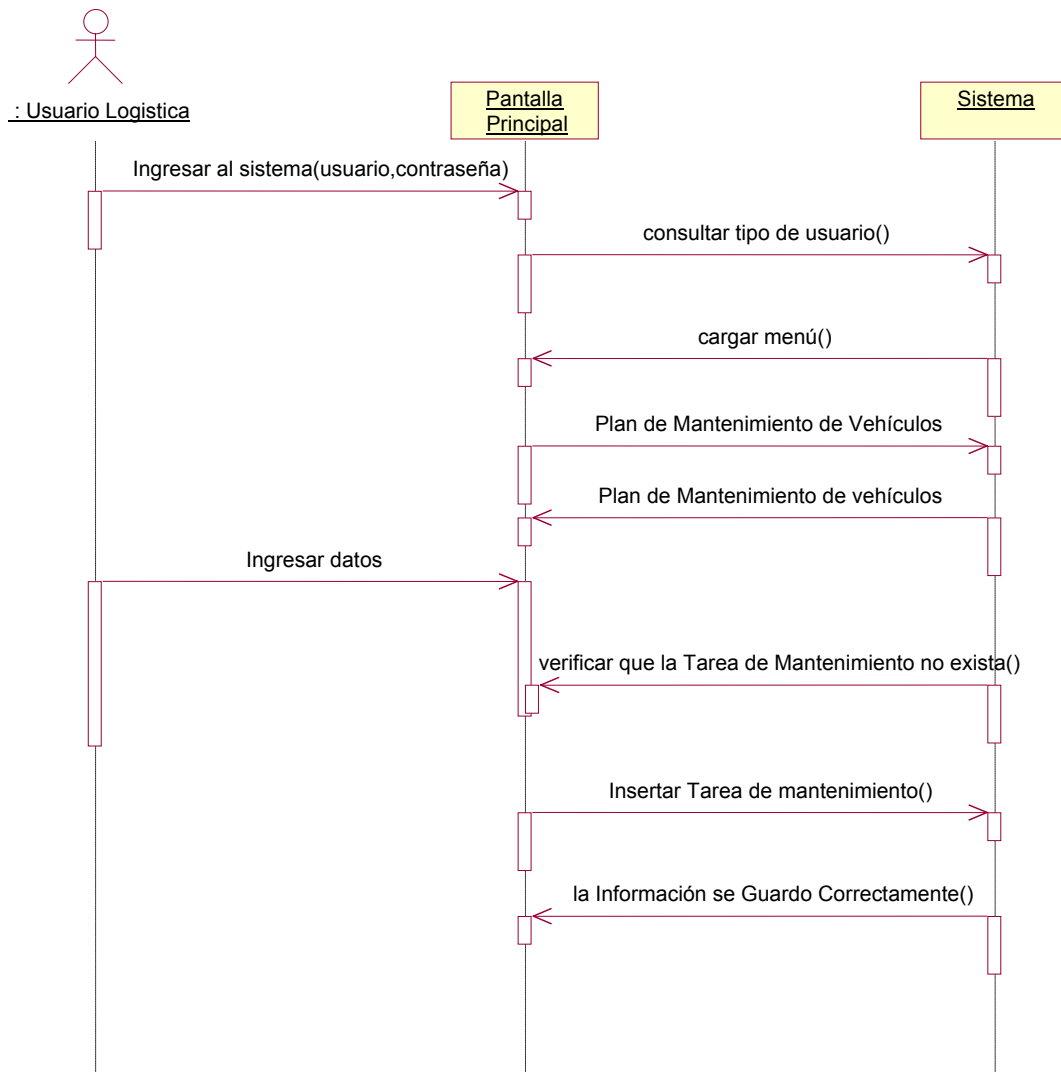 : Usuario Logistica
Pantalla
Principal
Sistema
Ingresar al sistema(usuario,contraseña)
consultar tipo de usuario()
cargar menú()
Plan de Mantenimiento de Vehículos
Plan de Mantenimiento de vehículos
Ingresar datos
verificar que la Tarea de Mantenimiento no exista()
Insertar Tarea de mantenimiento()
la Información se Guardo Correctamente()